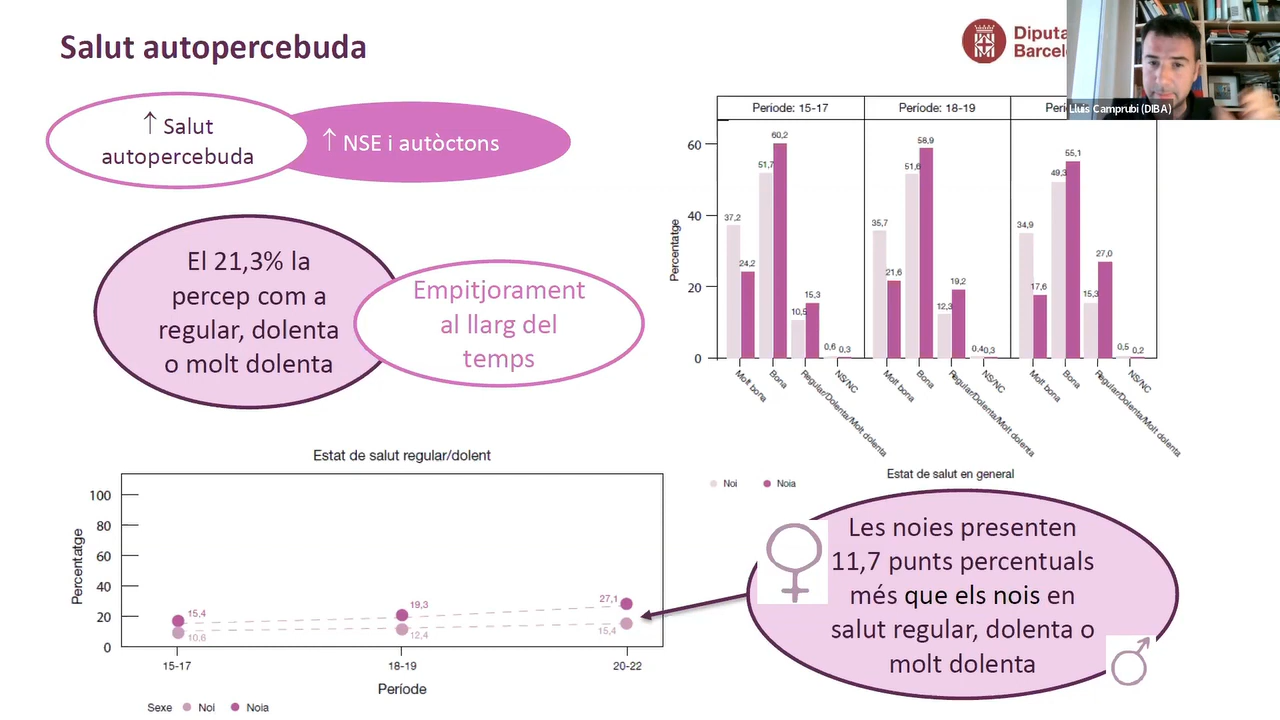 Salut autopercebuda
Diputa
Barcel
Lluís Camprubí (DIBA)
↑ Salut
autopercebuda
↑ NSE i autòctons
El 21,3% la
percep com a
regular, dolenta
o molt dolenta
Empitjorament
al llarg del
temps
Període: 15-17
Període: 18-19
Percentatge
60
40
20
0
37,2
24,2
51,7
60,2
10,5
15,3
0,6
0,3
35,7
21,6
51,6
58,9
12,3
19,2
0,4
0,3
34,9
17,6
49,3
55,1
15,3
27,0
0,5
0,2
Molt bona
Bona
Regular/Dolenta/Molt dolenta
NS/NC
Molt bona
Bona
Regular/Dolenta/Molt dolenta
NS/NC
Molt bona
Bona
Regular/Dolenta/Molt dolenta
NS/NC
Estat de salut en general
Noi
Noia
Estat de salut regular/dolent
Percentatge
100
80
60
40
20
0
15,4
10,6
19,3
12,4
27,1
15,4
15-17
18-19
20-22
Període
Sexe
Noi
Noia
Les noies presenten
11,7 punts percentuals
més que els nois en
salut regular, dolenta o
molt dolenta